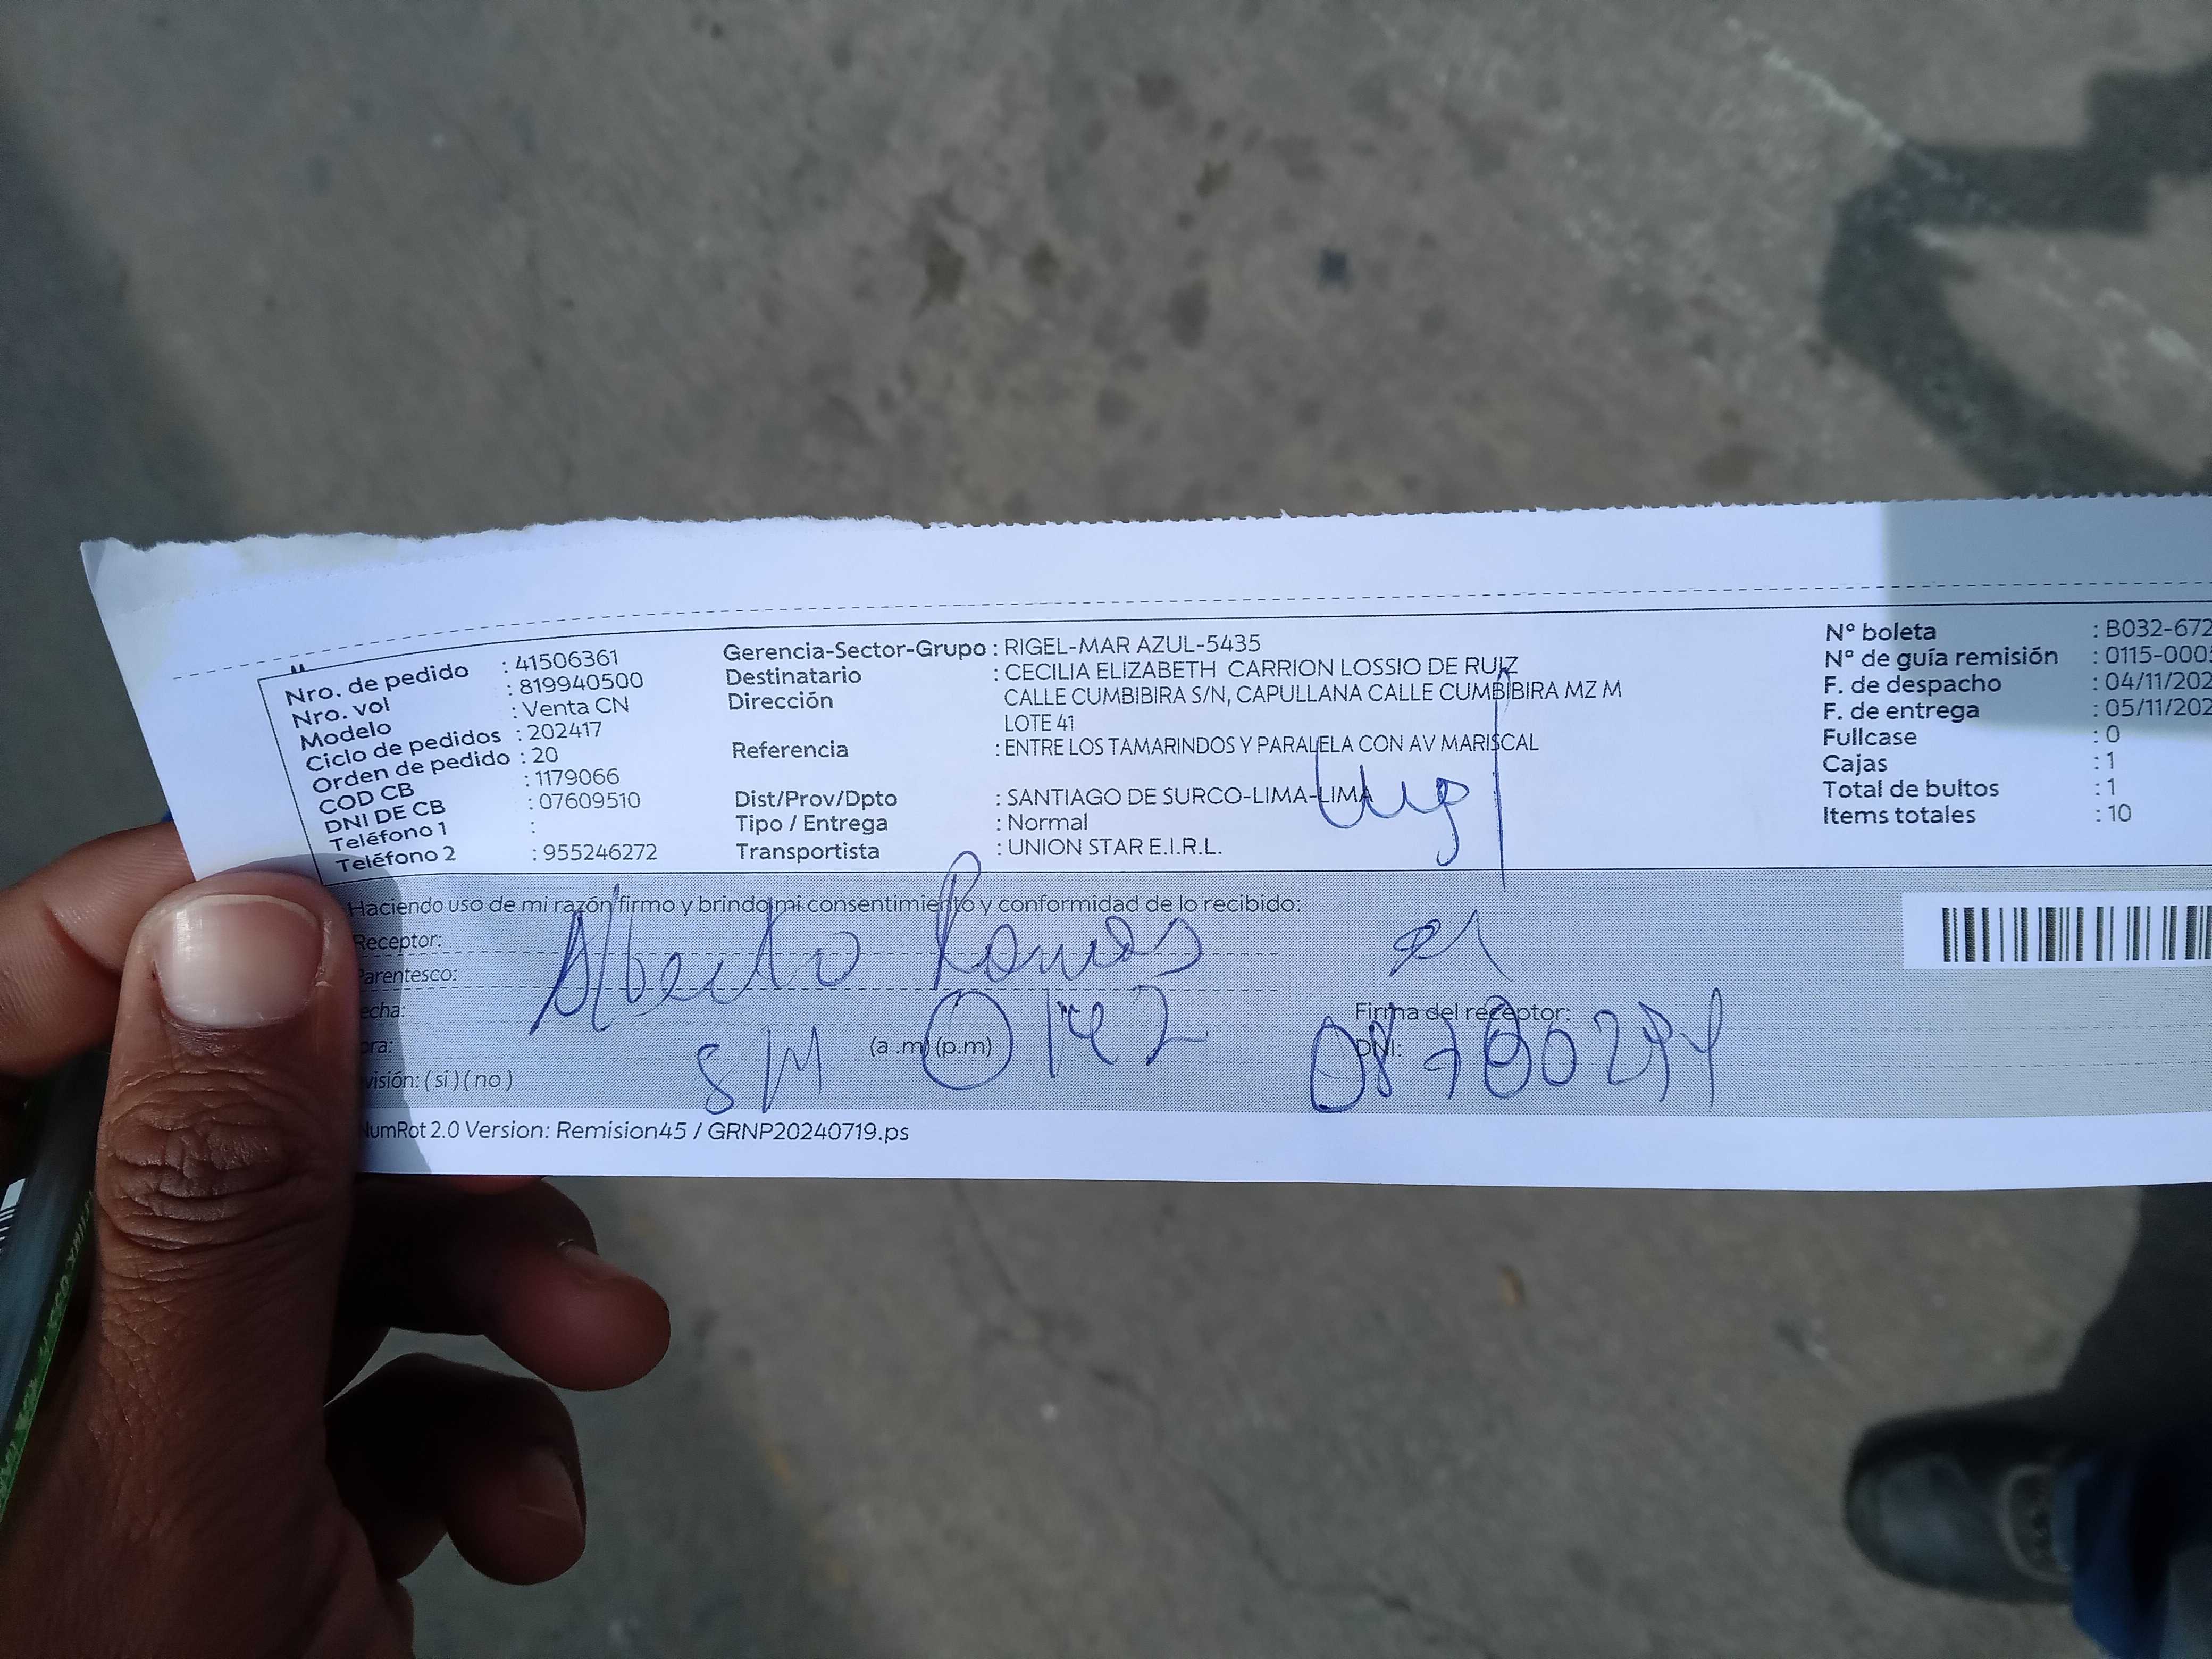 Nro. de pedido : 41506361
Nro. vol : 819940500
Modelo : Venta CN
Ciclo de pedidos : 202417
Orden de pedido : 20
COD CB : 1179066
DNI DE CB : 07609510
Teléfono 1 :
Teléfono 2 : 955246272
Gerencia-Sector-Grupo : RIGEL-MAR AZUL-5435
Destinatario : CECILIA ELIZABETH CARRION LOSSIO DE RUIZ
Dirección CALLE CUMBIBIRA S/N, CAPULLANA CALLE CUMBIBIRA MZ M
LOTE 41
Referencia : ENTRE LOS TAMARINDOS Y PARALELA CON AV MARISCAL
Dist/Prov/Dpto : SANTIAGO DE SURCO-LIMA-LIMA
Tipo / Entrega : Normal
Transportista : UNION STAR E.I.R.L.
N° boleta : B032-672
N° de guía remisión : 0115-000
F. de despacho : 04/11/202
F. de entrega : 05/11/202
Fullcase : 0
Cajas : 1
Total de bultos : 1
Items totales : 10
Haciendo uso de mi razón firmo y brindo mi consentimiento y conformidad de lo recibido:
Receptor: Alberto
Parentesco:
echa:
ora: (a .m) (p.m)
visión: ( si ) ( no )
S/M
Firma del receptor:
DNI:
NumRot 2.0 Version: Remision45 / GRNP20240719.ps